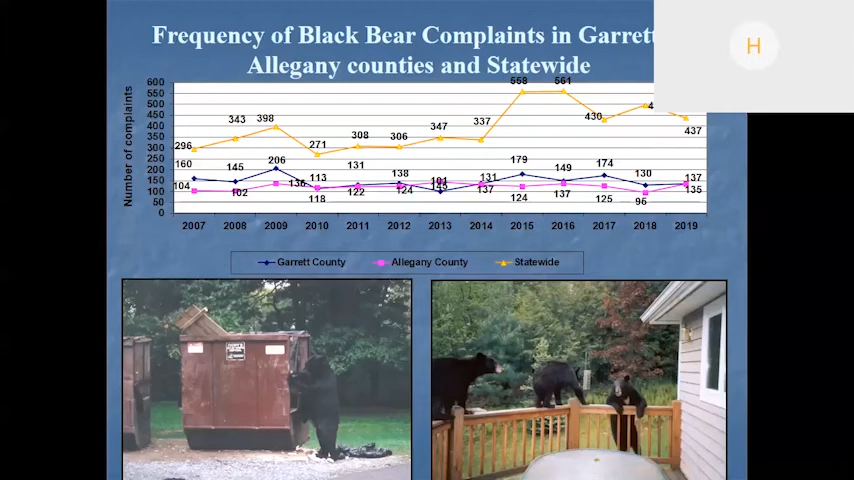 Frequency of Black Bear Complaints in Garrett
Allegany counties and Statewide
H
Number of complaints
600
550
500
450
400
350
300
250
200
150
100
50
0
296 343 398 271 308 306 347 337 558 561 430 4 437
160 145 206 113 131 138 101 131 179 149 174 130 137
104 102 136 118 122 124 145 137 124 137 125 96 135
2007 2008 2009 2010 2011 2012 2013 2014 2015 2016 2017 2018 2019
Garrett County Allegany County Statewide